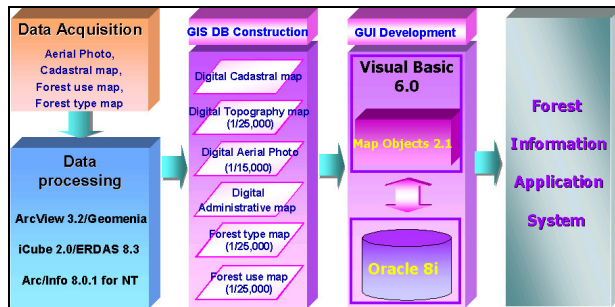 Data Acquisition
Aerial Photo,
Cadastral map,
Forest use map,
Forest type map
Data
processing
ArcView 3.2/Geomenia
iCube 2.0/ERDAS 8.3
Arc/Info 8.0.1 for NT
GIS DB Construction
Digital Cadastral map
Digital Topography map
(1/25,000)
Digital Aerial Photo
(1/15,000)
Digital
Administrative map
Forest type map
(1/25,000)
Forest use map
(1/25,000)
GUI Development
Visual Basic
6.0
Map Objects 2.1
Oracle 8i
Forest
Information
Application
System